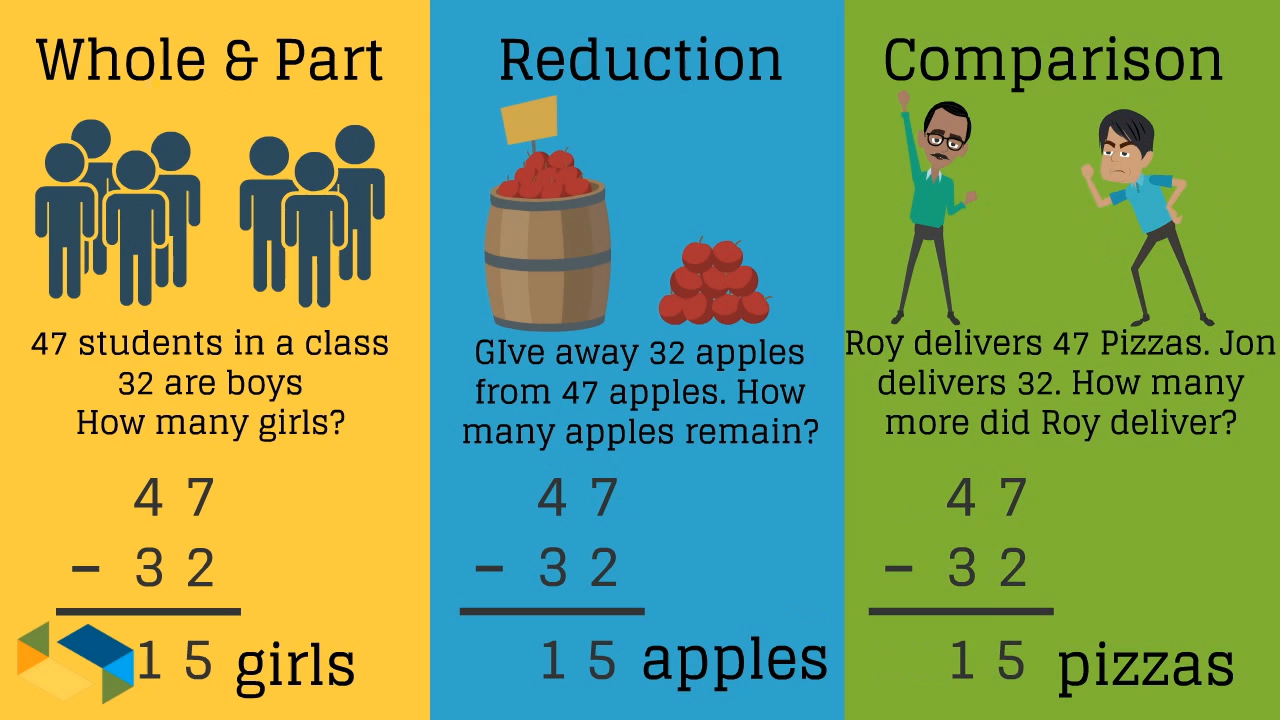 Whole & Part
47 students in a class
32 are boys
How many girls?
4 7
– 3 2
1 5 girls
Reduction
GIve away 32 apples
from 47 apples. How
many apples remain?
4 7
– 3 2
1 5 apples
Comparison
Roy delivers 47 Pizzas. Jon
delivers 32. How many
more did Roy deliver?
4 7
– 3 2
1 5 pizzas